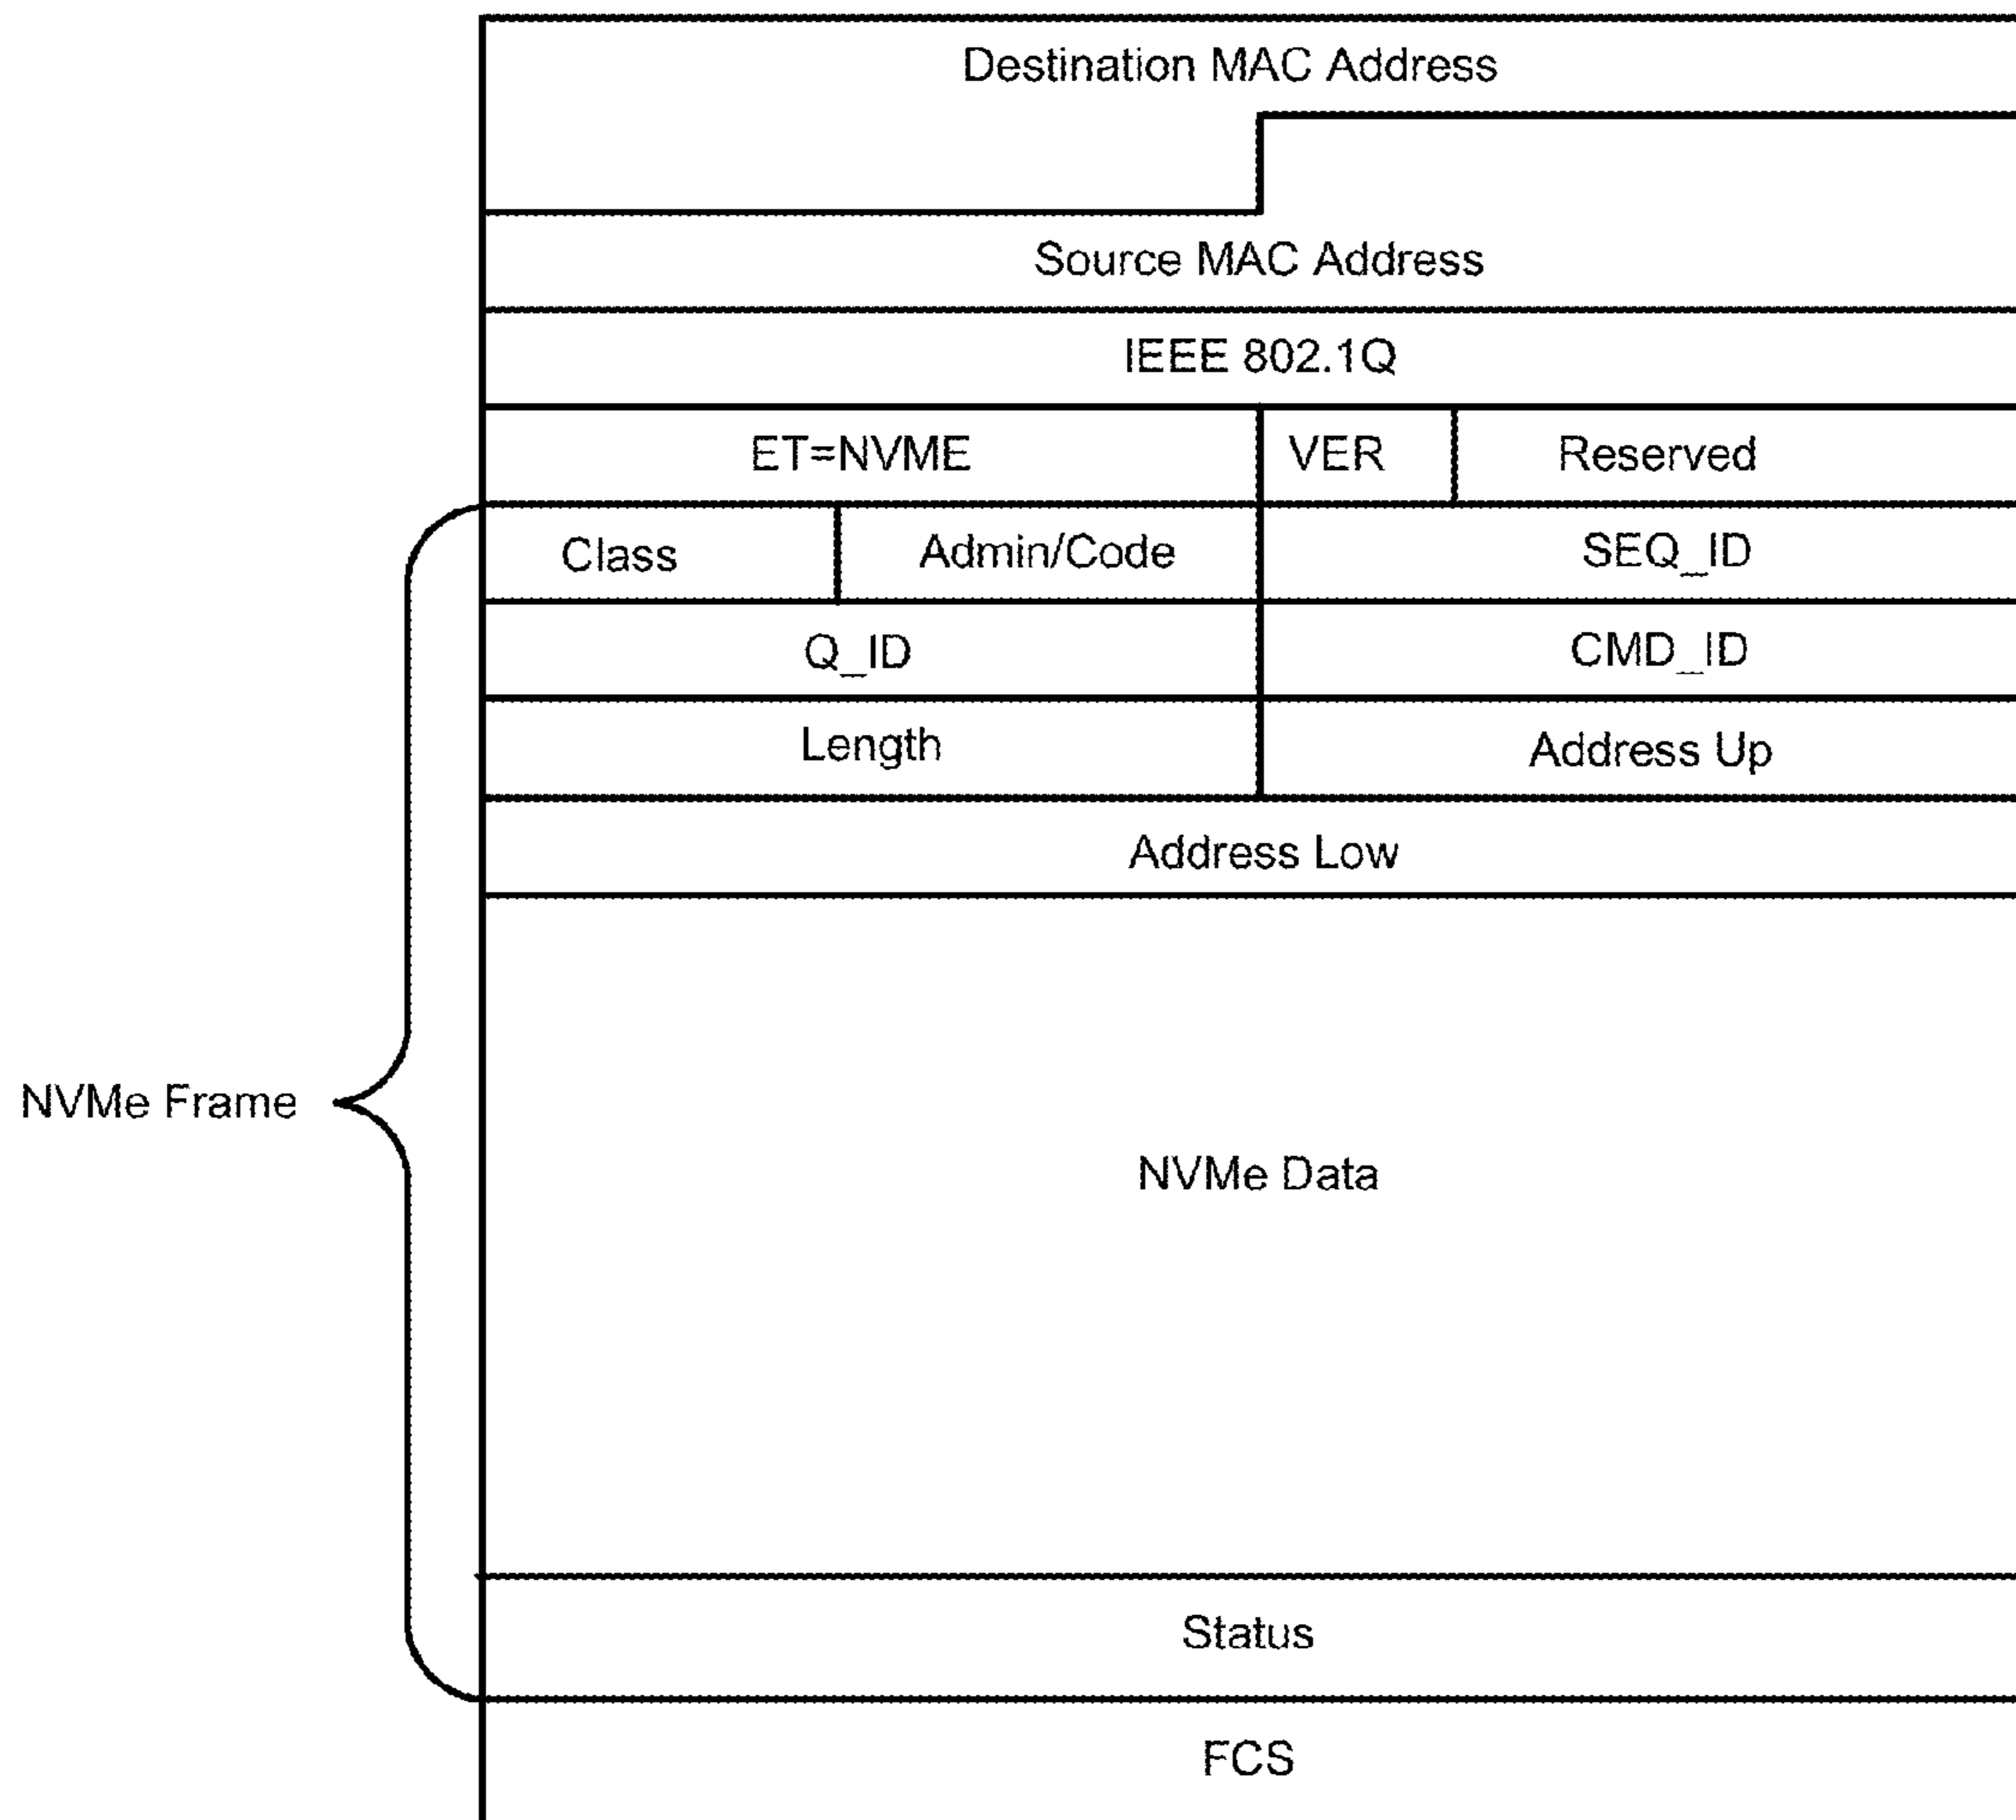 Destination MAC Address
Source MAC Address
IEEE 802.1Q
ET=NVME VER Reserved
Class Admin/Code SEQ_ID
Q_ID CMD_ID
Length Address Up
Address Low
NVMe Frame
NVMe Data
Status
FCS